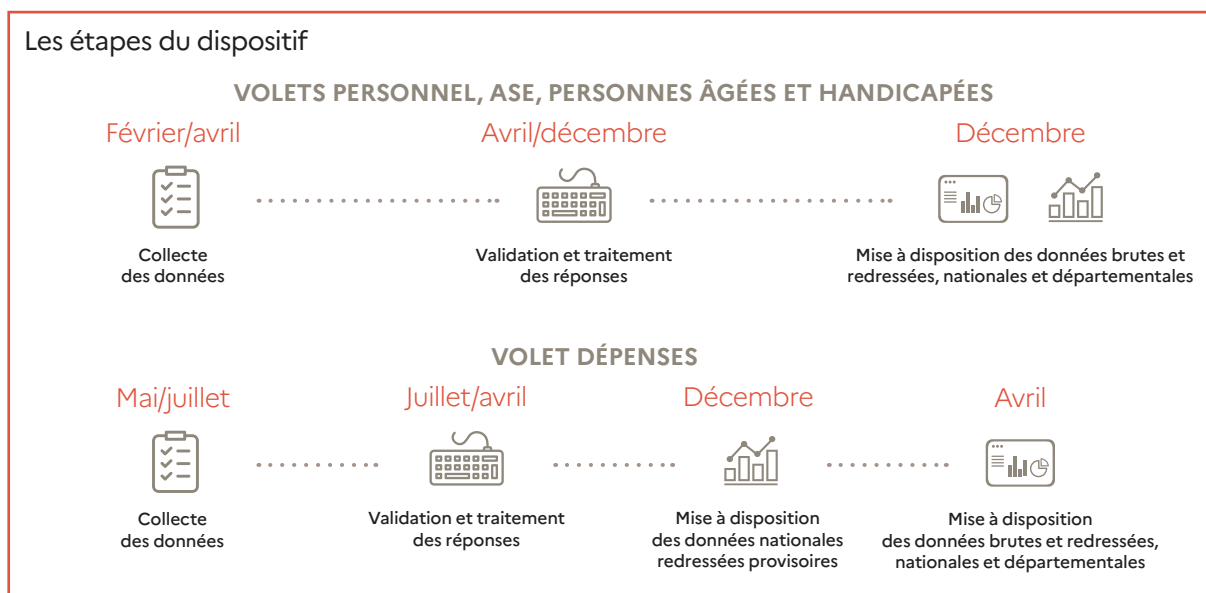 Les étapes du dispositif
VOLETS PERSONNEL, ASE, PERSONNES ÂGÉES ET HANDICAPÉES
Février/avril
Avril/décembre
Décembre
Collecte
des données
Validation et traitement
des réponses
Mise à disposition des données brutes et
redressées, nationales et départementales
VOLET DÉPENSES
Mai/juillet
Juillet/avril
Décembre
Avril
Collecte
des données
Validation et traitement
des réponses
Mise à disposition
des données nationales
redressées provisoires
Mise à disposition
des données brutes et redressées,
nationales et départementales